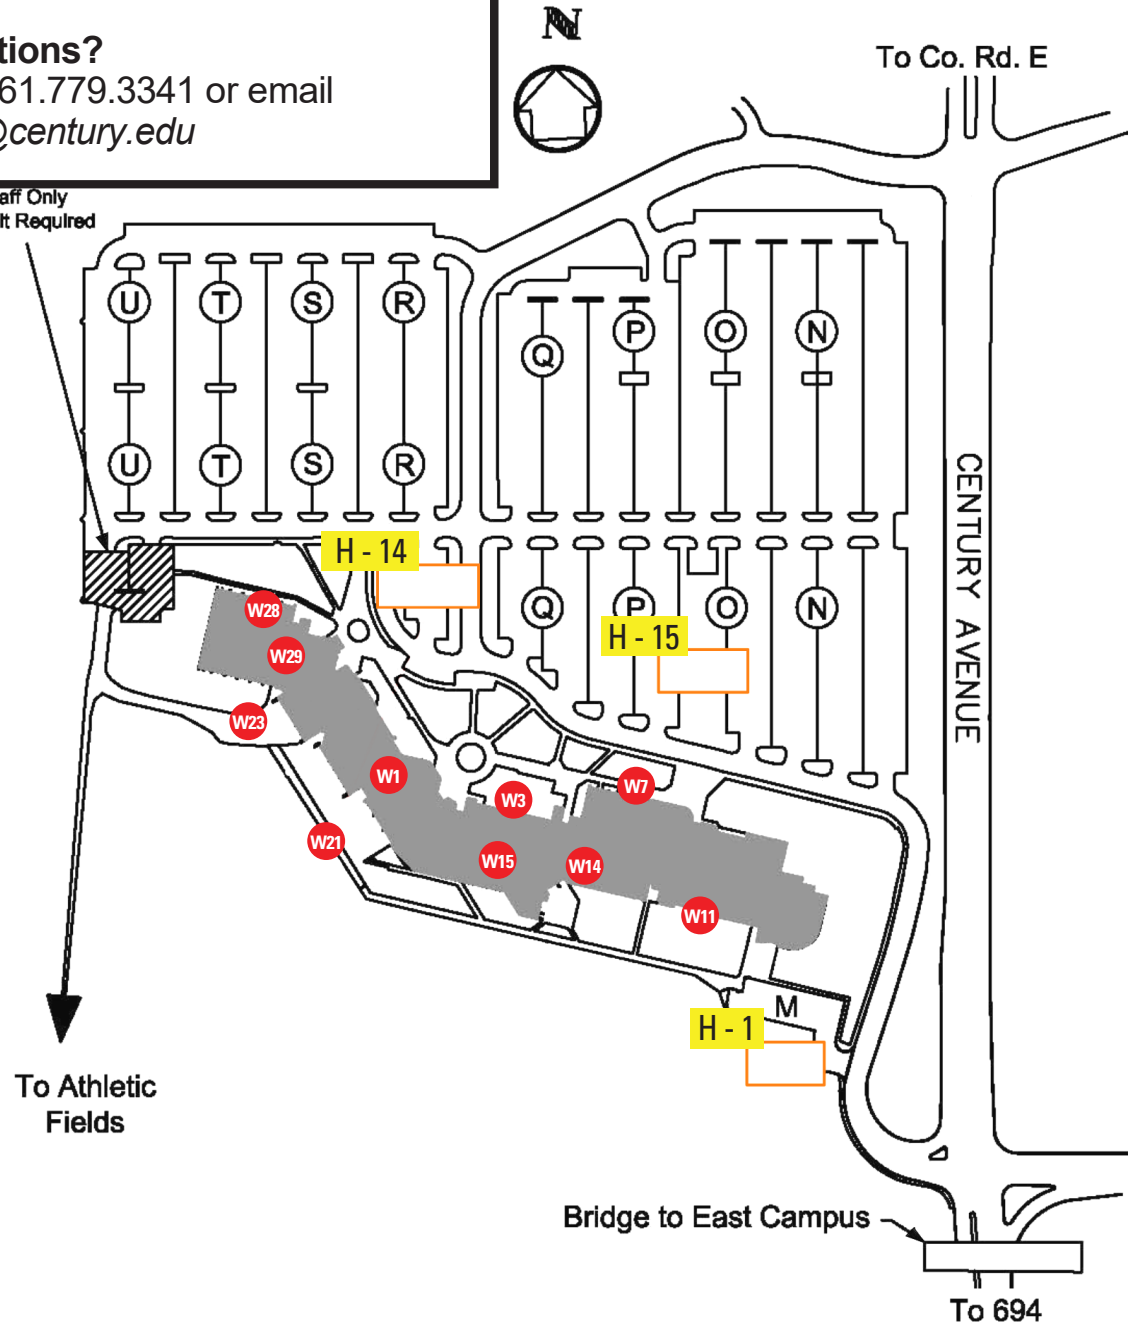 tions?
61.779.3341 or email
@century.edu
N
To Co. Rd. E
aff Only
it Required
U T S R
Q P O N
U T S R
H - 14
Q P O N
H - 15
CENTURY AVENUE
W28
W29
W23
W1
W3
W7
W21
W15
W14
W11
M
H - 1
To Athletic
Fields
Bridge to East Campus
To 694